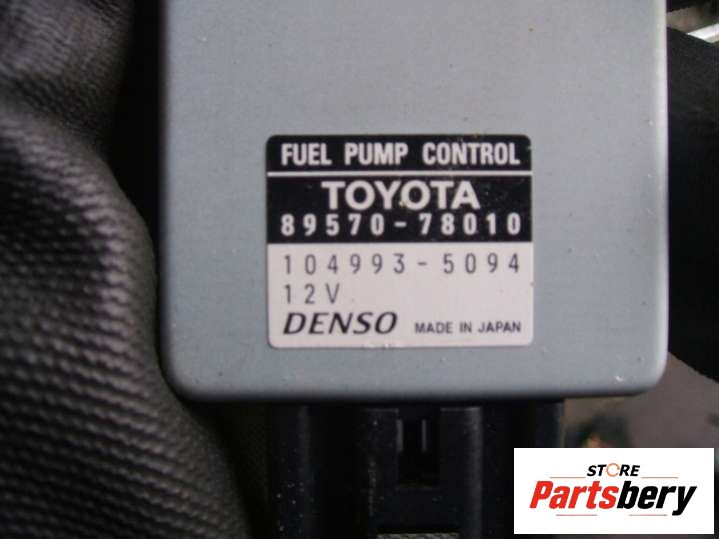 FUEL PUMP CONTROL
TOYOTA
89570-78010
104993-5094
12V
DENSO MADE IN JAPAN
STORE
Partsbery